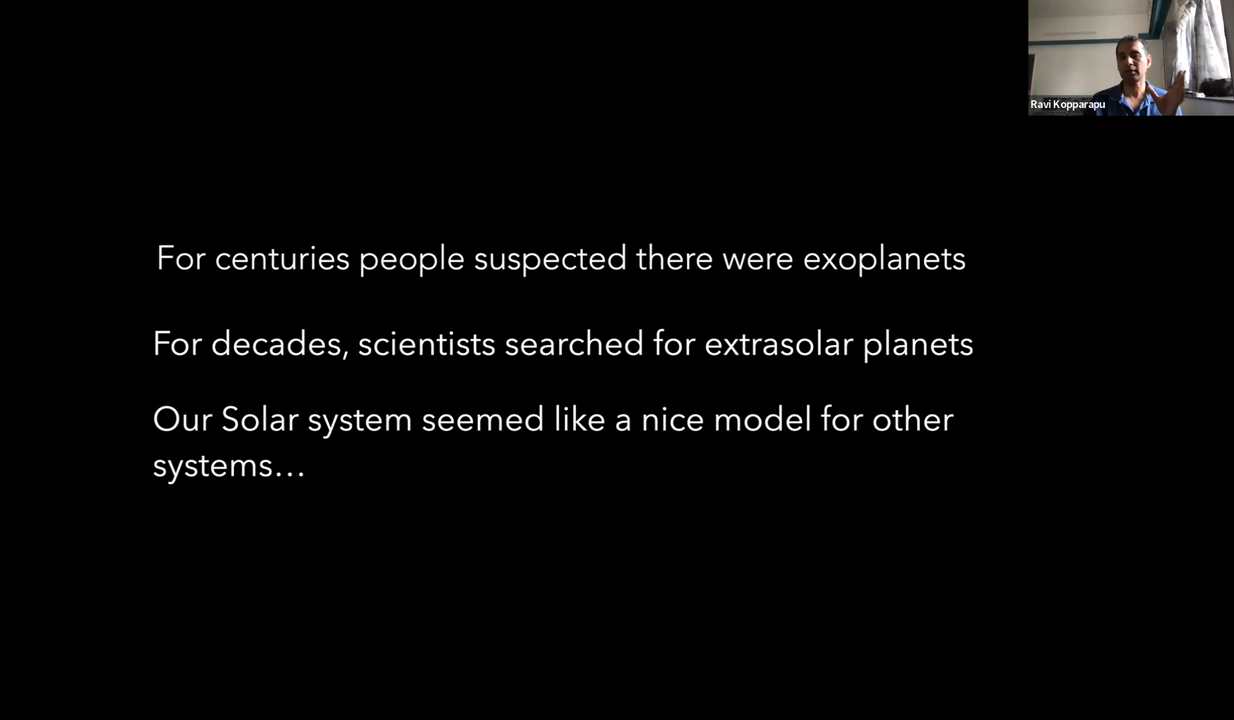 Ravi Kopparapu
For centuries people suspected there were exoplanets
For decades, scientists searched for extrasolar planets
Our Solar system seemed like a nice model for other
systems…